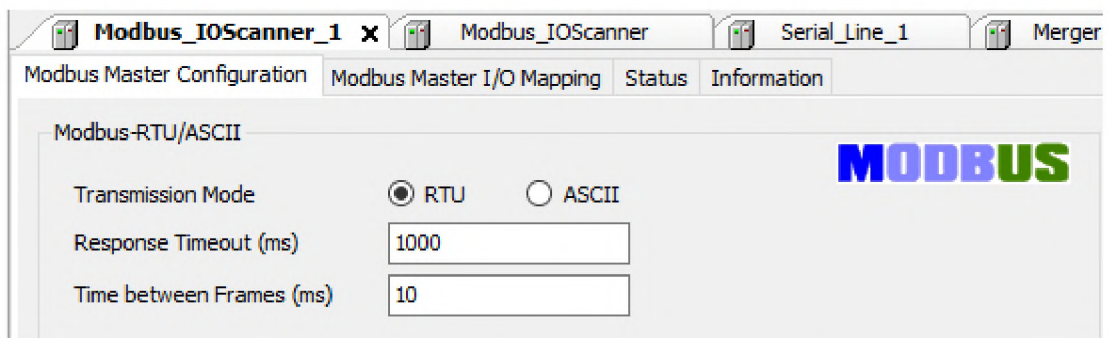 Modbus_IOScanner_1 x Modbus_IOScanner Serial_Line_1 Merger
Modbus Master Configuration Modbus Master I/O Mapping Status Information
Modbus-RTU/ASCII
MODBUS
Transmission Mode RTU ASCII
Response Timeout (ms) 1000
Time between Frames (ms) 10